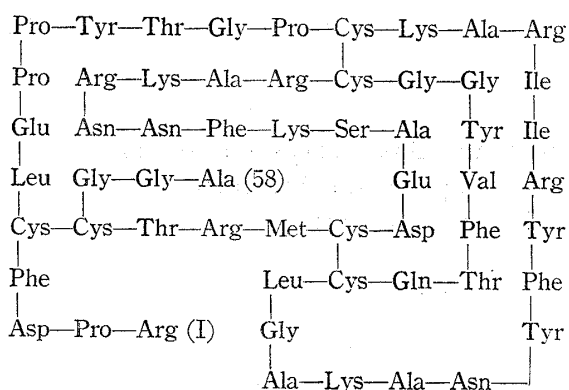 Pro—Tyr—Thr—Gly—Pro—Cys—Lys—Ala—Arg
Pro Arg—Lys—Ala—Arg—Cys—Gly—Gly Ile
Glu Asn—Asn—Phe—Lys—Ser—Ala Tyr Ile
Leu Gly—Gly—Ala (58) Glu Val Arg
Cys—Cys—Thr—Arg—Met—Cys—Asp Phe Tyr
Phe Leu—Cys—Gln—Thr Phe
Asp—Pro—Arg (I) Gly Tyr
Ala—Lys—Ala—Asn